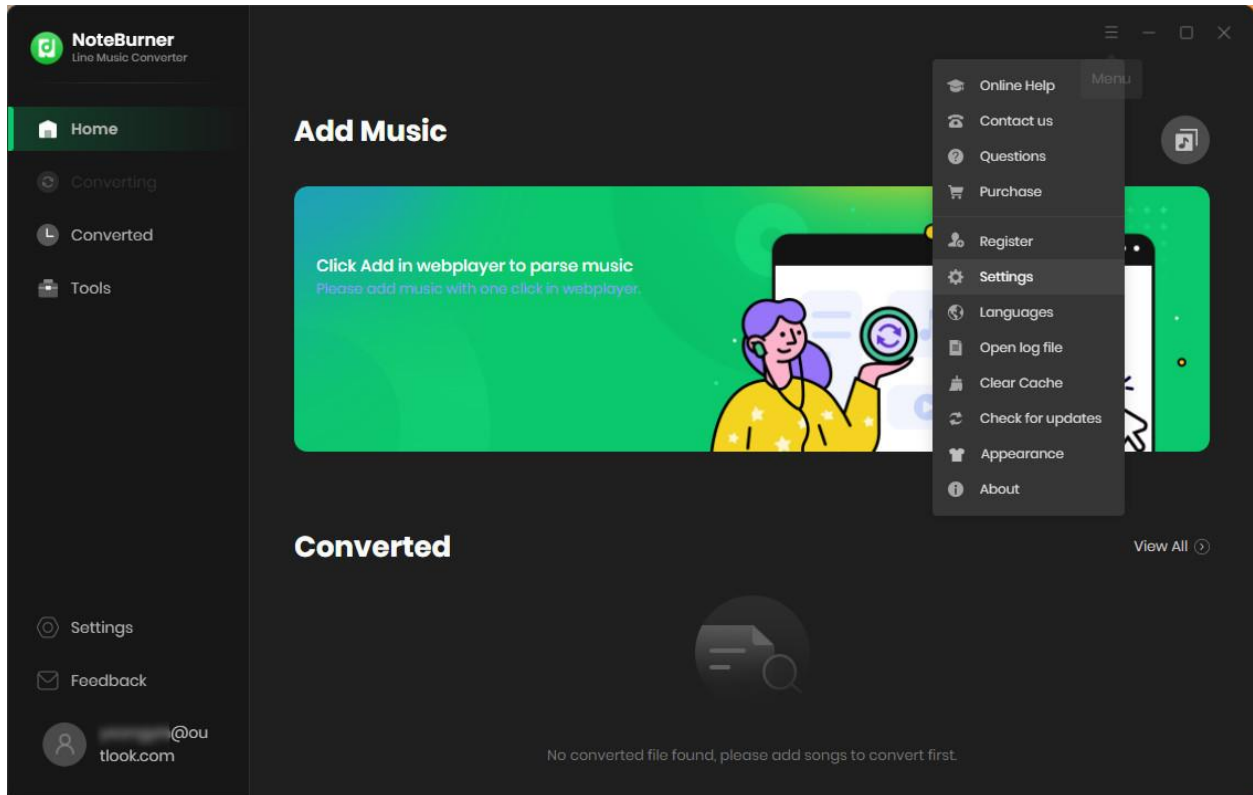 NoteBurner
Line Music Converter
Home
Converting
Converted
Tools
Settings
Feedback
@ou
tlook.com
Menu
Online Help
Contact us
Questions
Purchase
Register
Settings
Languages
Open log file
Clear Cache
Check for updates
Appearance
About
Add Music
Click Add in webplayer to parse music
Please add music with one click in webplayer.
Converted
View All
No converted file found, please add songs to convert first.